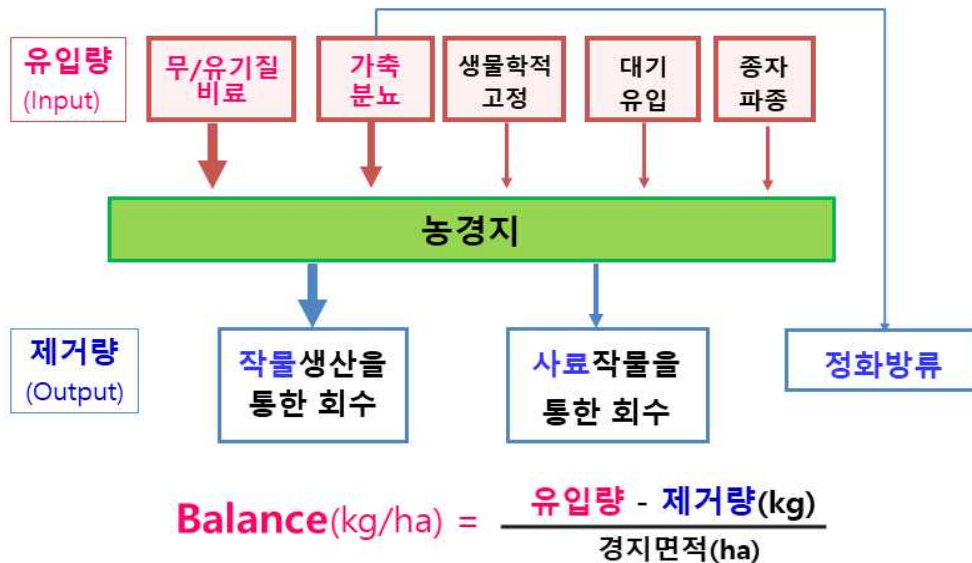 유입량
(Input)
무/유기질
비료
가축
분뇨
생물학적
고정
대기
유입
종자
파종
농경지
제거량
(Output)
작물생산을
통한 회수
사료작물을
통한 회수
정화방류
Balance(kg/ha) =
유입량 - 제거량(kg)
경지면적(ha)